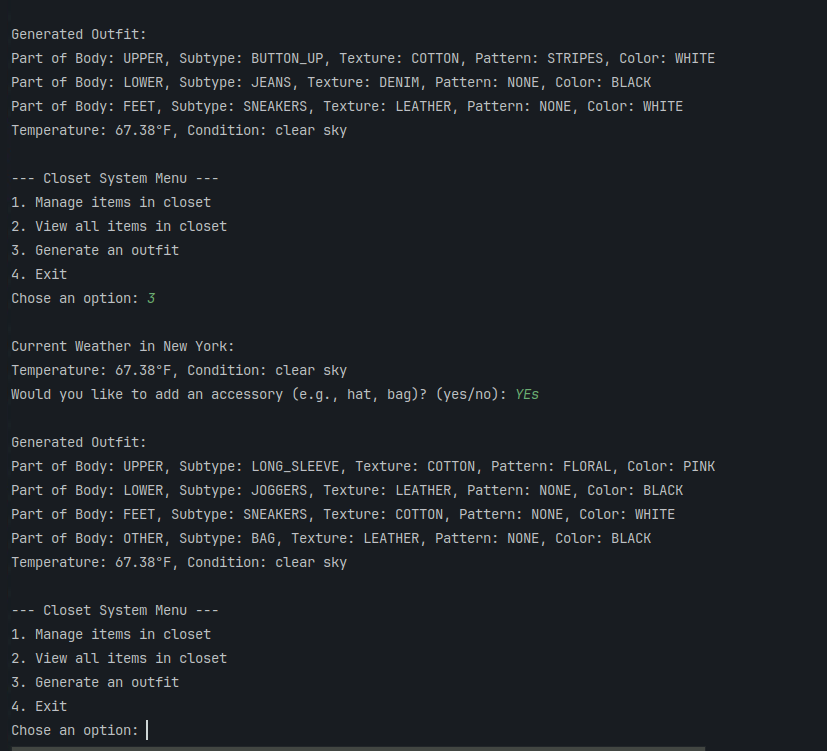 Generated Outfit:
Part of Body: UPPER, Subtype: BUTTON_UP, Texture: COTTON, Pattern: STRIPES, Color: WHITE
Part of Body: LOWER, Subtype: JEANS, Texture: DENIM, Pattern: NONE, Color: BLACK
Part of Body: FEET, Subtype: SNEAKERS, Texture: LEATHER, Pattern: NONE, Color: WHITE
Temperature: 67.38°F, Condition: clear sky
--- Closet System Menu ---
1. Manage items in closet
2. View all items in closet
3. Generate an outfit
4. Exit
Chose an option: 3
Current Weather in New York:
Temperature: 67.38°F, Condition: clear sky
Would you like to add an accessory (e.g., hat, bag)? (yes/no): YEs
Generated Outfit:
Part of Body: UPPER, Subtype: LONG_SLEEVE, Texture: COTTON, Pattern: FLORAL, Color: PINK
Part of Body: LOWER, Subtype: JOGGERS, Texture: LEATHER, Pattern: NONE, Color: BLACK
Part of Body: FEET, Subtype: SNEAKERS, Texture: COTTON, Pattern: NONE, Color: WHITE
Part of Body: OTHER, Subtype: BAG, Texture: LEATHER, Pattern: NONE, Color: BLACK
Temperature: 67.38°F, Condition: clear sky
--- Closet System Menu ---
1. Manage items in closet
2. View all items in closet
3. Generate an outfit
4. Exit
Chose an option: